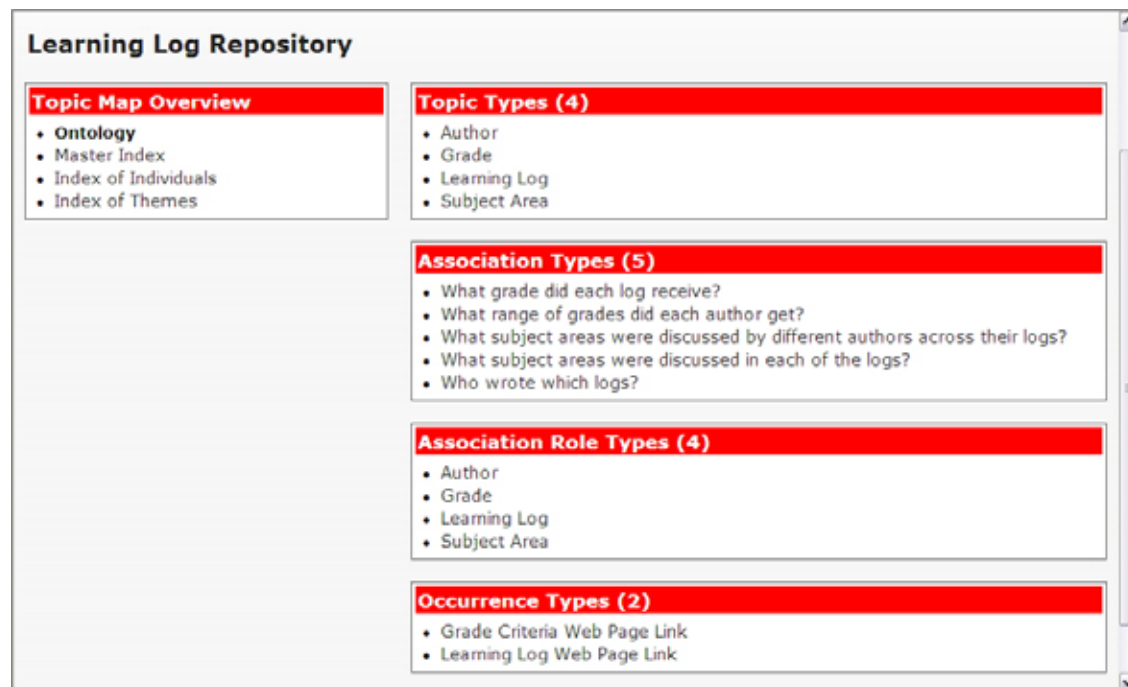 Learning Log Repository
Topic Map Overview
• Ontology
• Master Index
• Index of Individuals
• Index of Themes
Topic Types (4)
• Author
• Grade
• Learning Log
• Subject Area
Association Types (5)
• What grade did each log receive?
• What range of grades did each author get?
• What subject areas were discussed by different authors across their logs?
• What subject areas were discussed in each of the logs?
• Who wrote which logs?
Association Role Types (4)
• Author
• Grade
• Learning Log
• Subject Area
Occurrence Types (2)
• Grade Criteria Web Page Link
• Learning Log Web Page Link